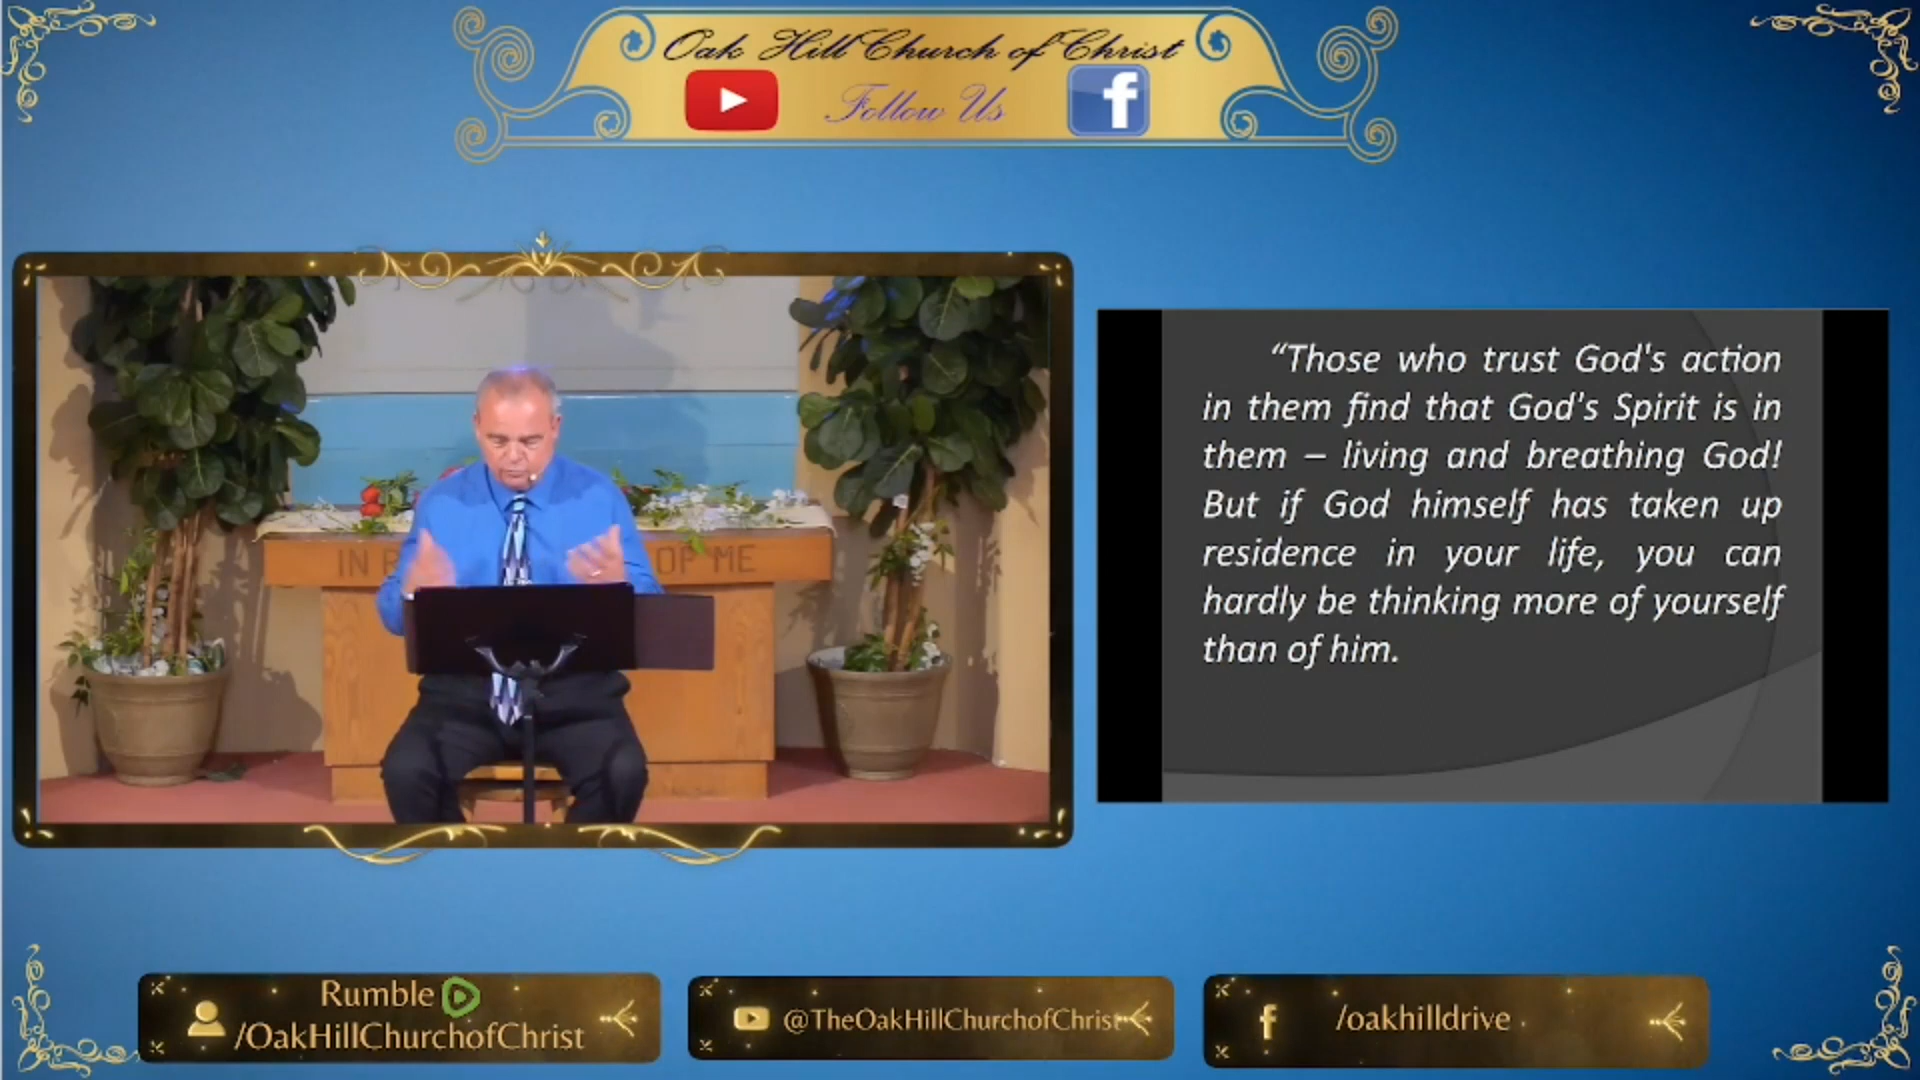 Oak Hill Church of Christ
Follow Us
IN R
OF ME
“Those who trust God's action
in them find that God's Spirit is in
them – living and breathing God!
But if God himself has taken up
residence in your life, you can
hardly be thinking more of yourself
than of him.
Rumble
/OakHillChurchofChrist
@TheOakHillChurchofChrist
/oakhilldrive